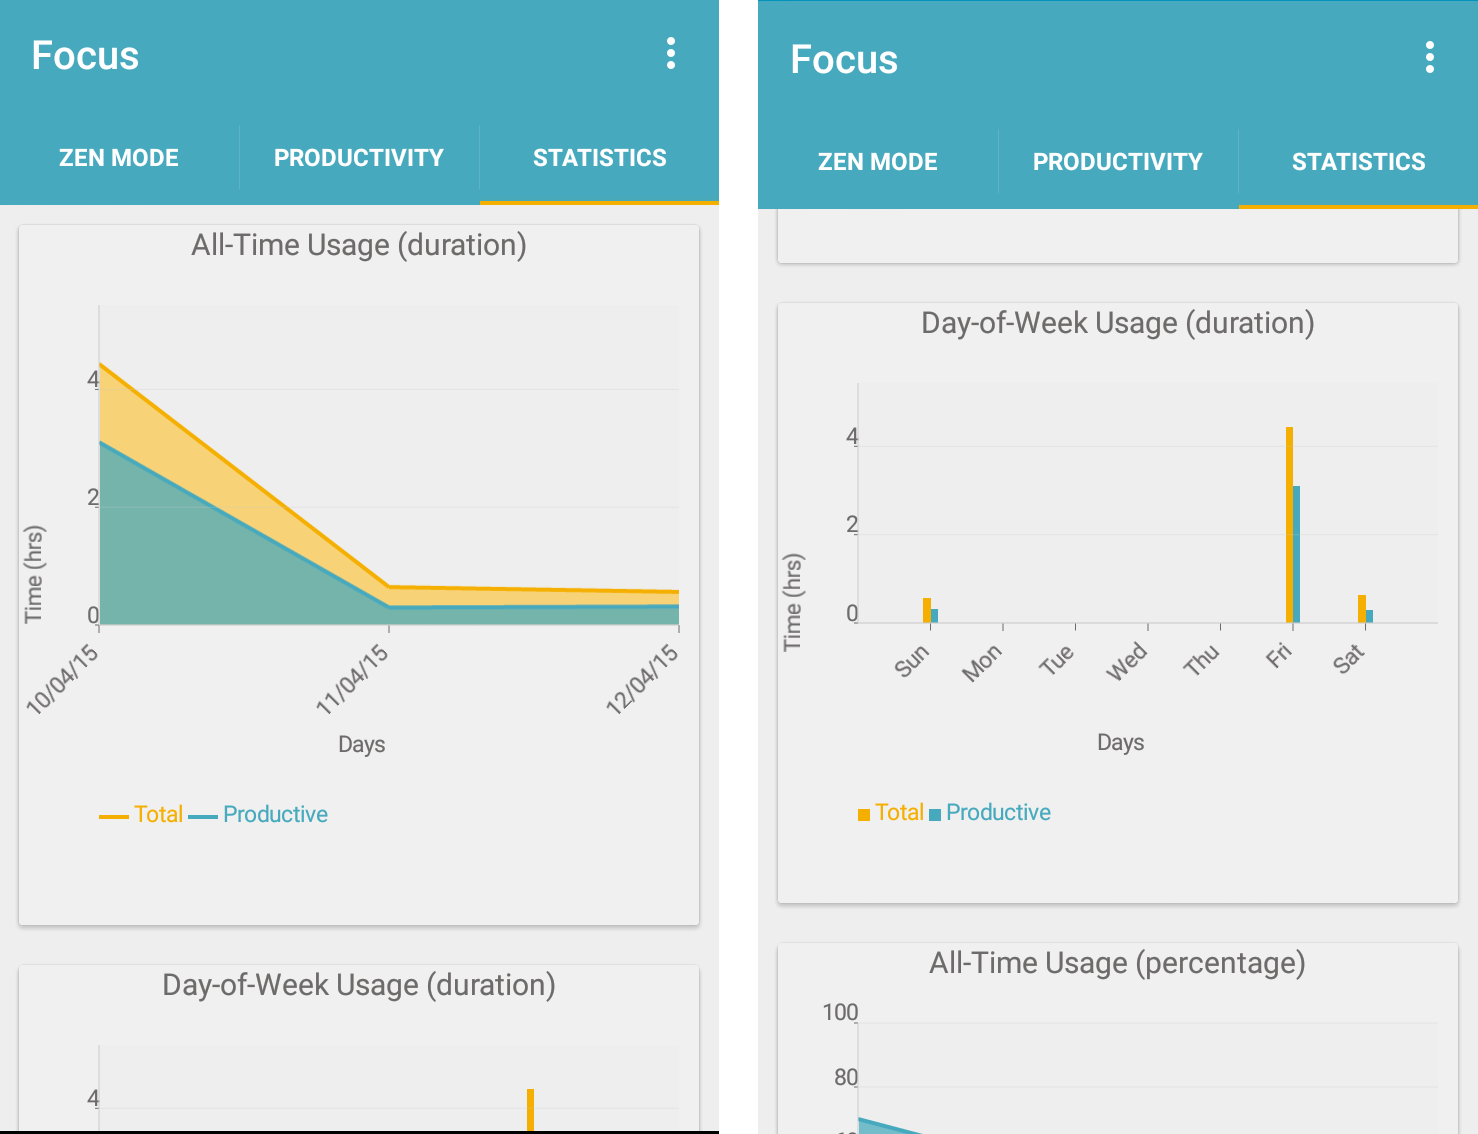 Focus
ZEN MODE PRODUCTIVITY STATISTICS
All-Time Usage (duration)
4
2
0
Time (hrs)
10/04/15 11/04/15 12/04/15
Days
Total Productive
Day-of-Week Usage (duration)
4
Focus
ZEN MODE PRODUCTIVITY STATISTICS
Day-of-Week Usage (duration)
4
2
0
Time (hrs)
Sun Mon Tue Wed Thu Fri Sat
Days
Total Productive
All-Time Usage (percentage)
100
80